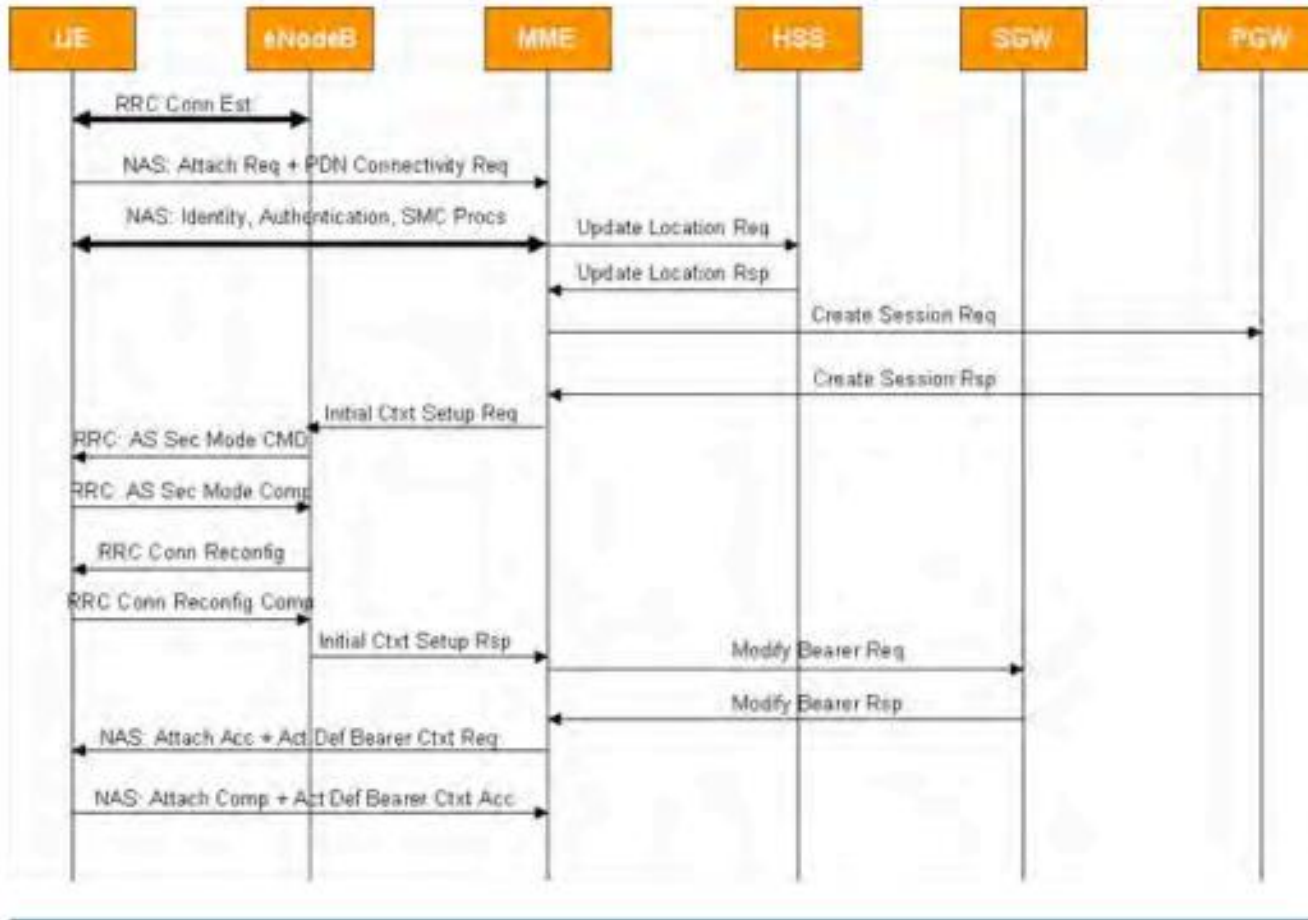 UE eNodeB MME HSS SGW PGW
RRC Conn Est
NAS: Attach Req + PDN Connectivity Req
NAS: Identity, Authentication, SMC Procs
Update Location Req
Update Location Rsp
Create Session Req
Create Session Rsp
Initial Ctxt Setup Req
RRC: AS Sec Mode CMD
RRC: AS Sec Mode Comp
RRC Conn Reconfig
RRC Conn Reconfig Comp
Initial Ctxt Setup Rsp
Modify Bearer Req
Modify Bearer Rsp
NAS: Attach Acc + Act Def Bearer Ctxt Req
NAS: Attach Comp + Act Def Bearer Ctxt Acc